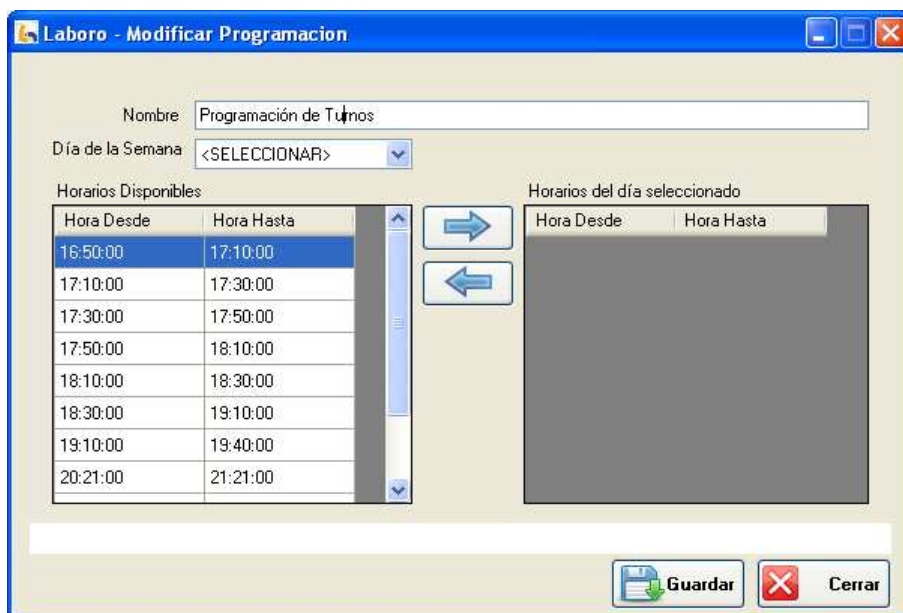 Laboro - Modificar Programacion
Nombre Programación de Turnos
Día de la Semana <SELECCIONAR>
Horarios Disponibles
Hora Desde Hora Hasta
16:50:00 17:10:00
17:10:00 17:30:00
17:30:00 17:50:00
17:50:00 18:10:00
18:10:00 18:30:00
18:30:00 19:10:00
19:10:00 19:40:00
20:21:00 21:21:00
Horarios del día seleccionado
Hora Desde Hora Hasta
Guardar
Cerrar